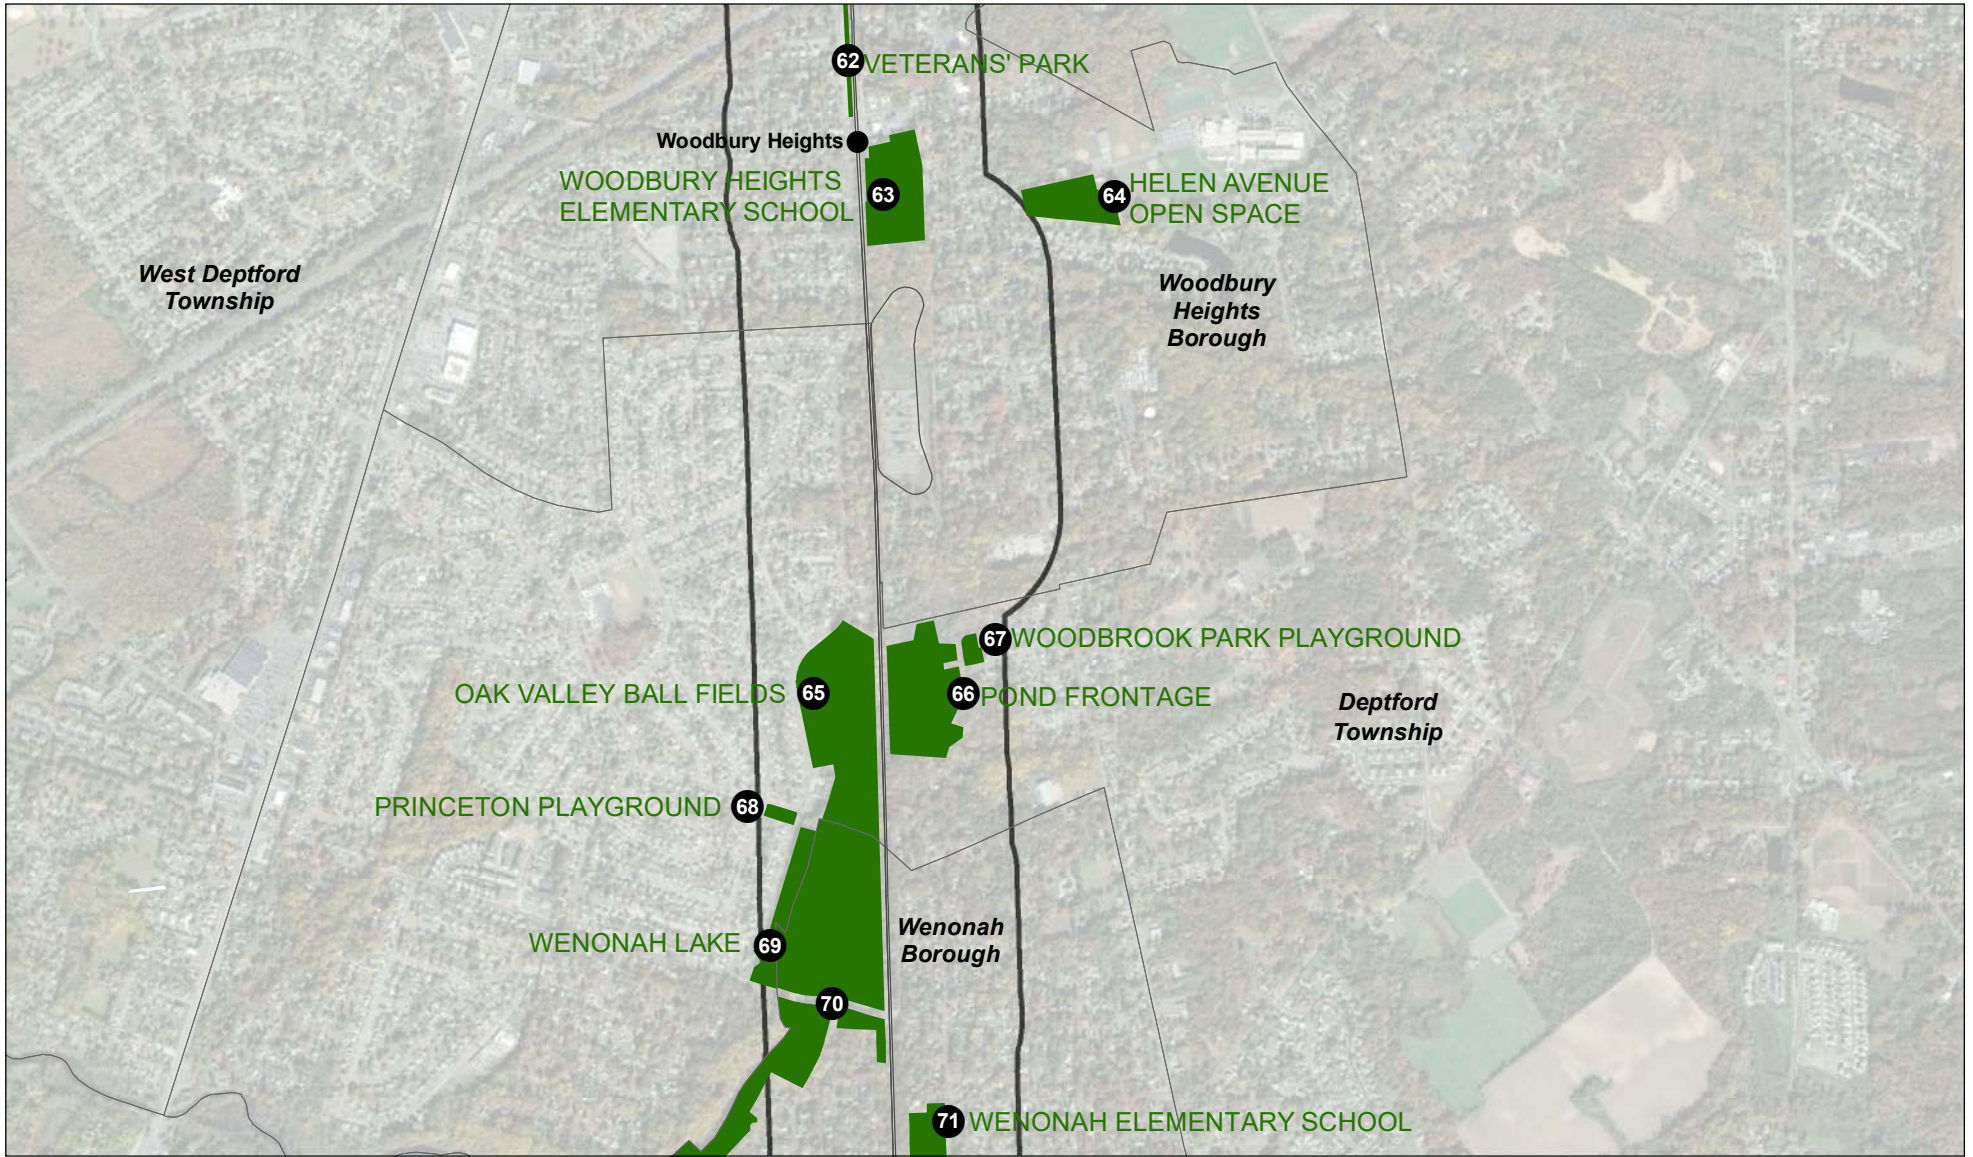 62 VETERANS' PARK
Woodbury Heights
WOODBURY HEIGHTS
ELEMENTARY SCHOOL
63
64
HELEN AVENUE
OPEN SPACE
West Deptford
Township
Woodbury
Heights
Borough
67 WOODBROOK PARK PLAYGROUND
OAK VALLEY BALL FIELDS 65
66 POND FRONTAGE
Deptford
Township
PRINCETON PLAYGROUND 68
WENONAH LAKE 69
Wenonah
Borough
70
71 WENONAH ELEMENTARY SCHOOL